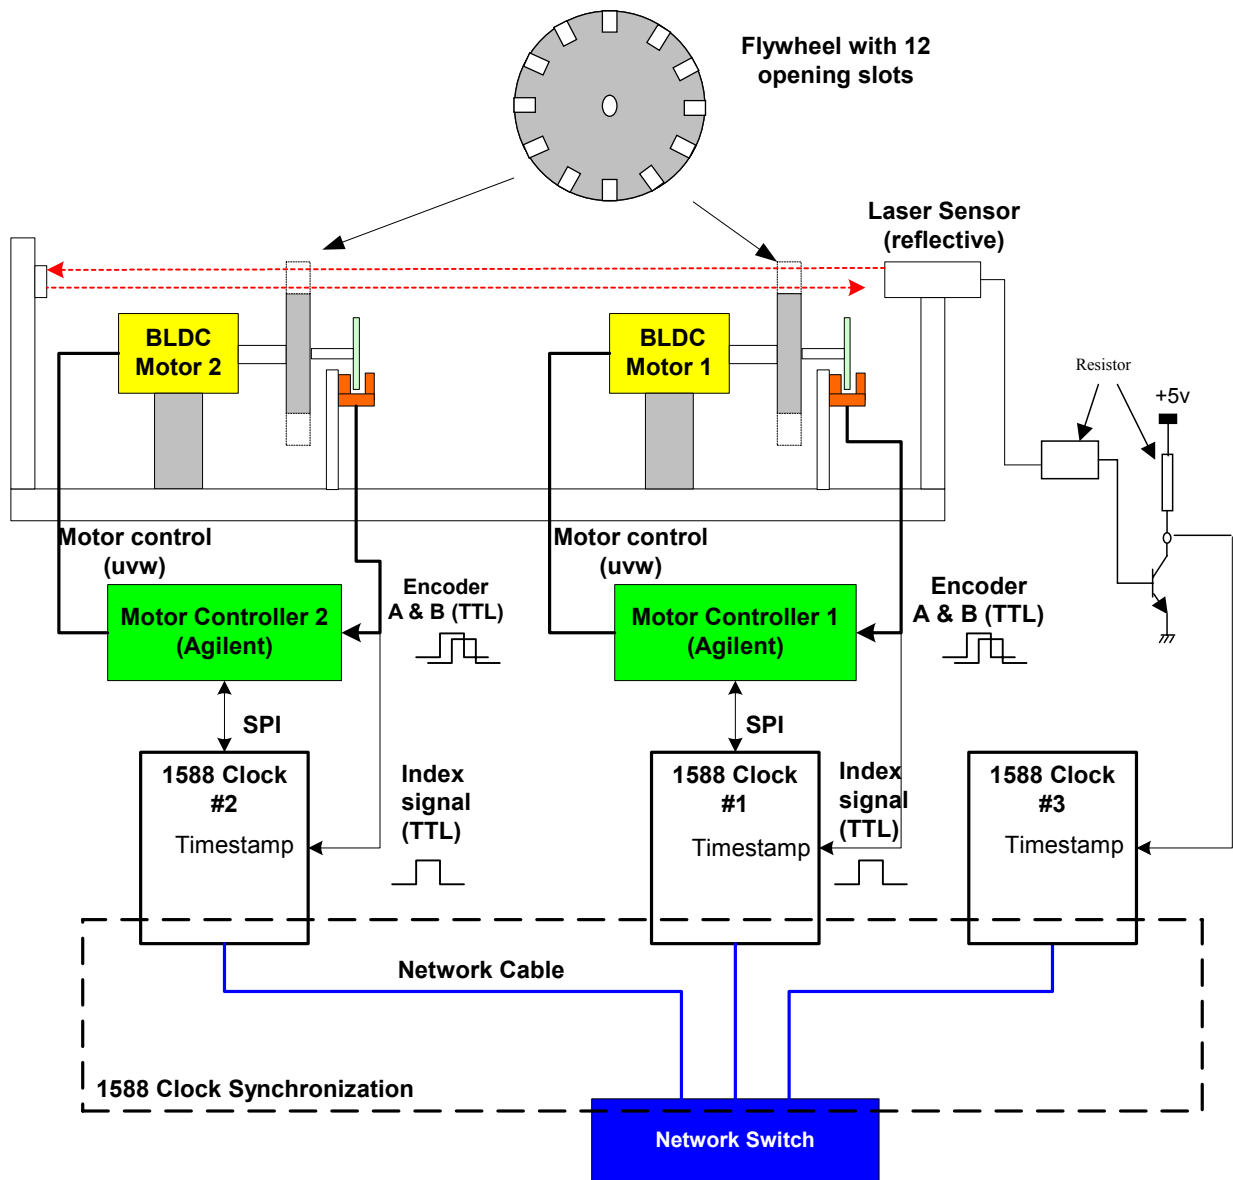 Flywheel with 12
opening slots
Laser Sensor
(reflective)
BLDC
Motor 2
BLDC
Motor 1
Resistor
+5v
Motor control
(uvw)
Motor control
(uvw)
Encoder
A & B (TTL)
Encoder
A & B (TTL)
Motor Controller 2
(Agilent)
Motor Controller 1
(Agilent)
SPI
SPI
1588 Clock
#2
Timestamp
Index
signal
(TTL)
1588 Clock
#1
Timestamp
Index
signal
(TTL)
1588 Clock
#3
Timestamp
Network Cable
1588 Clock Synchronization
Network Switch